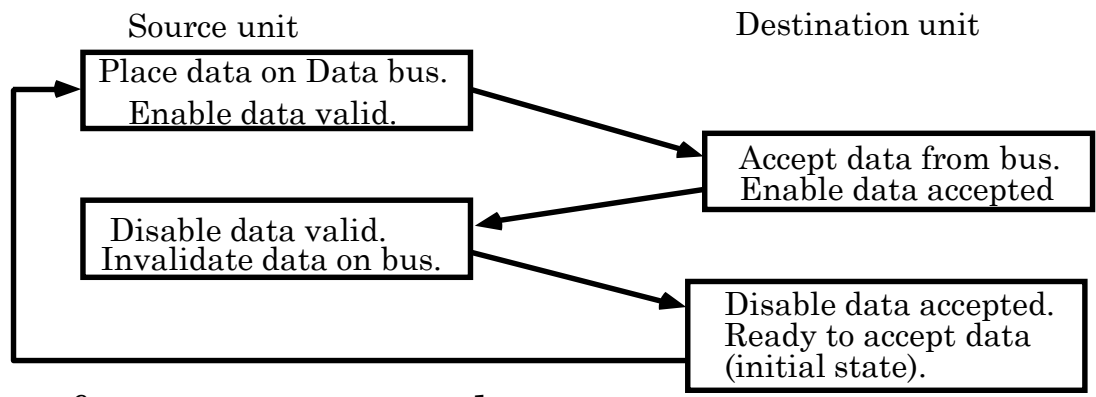 Source unit
Destination unit
Place data on Data bus.
Enable data valid.
Accept data from bus.
Enable data accepted
Disable data valid.
Invalidate data on bus.
Disable data accepted.
Ready to accept data
(initial state).